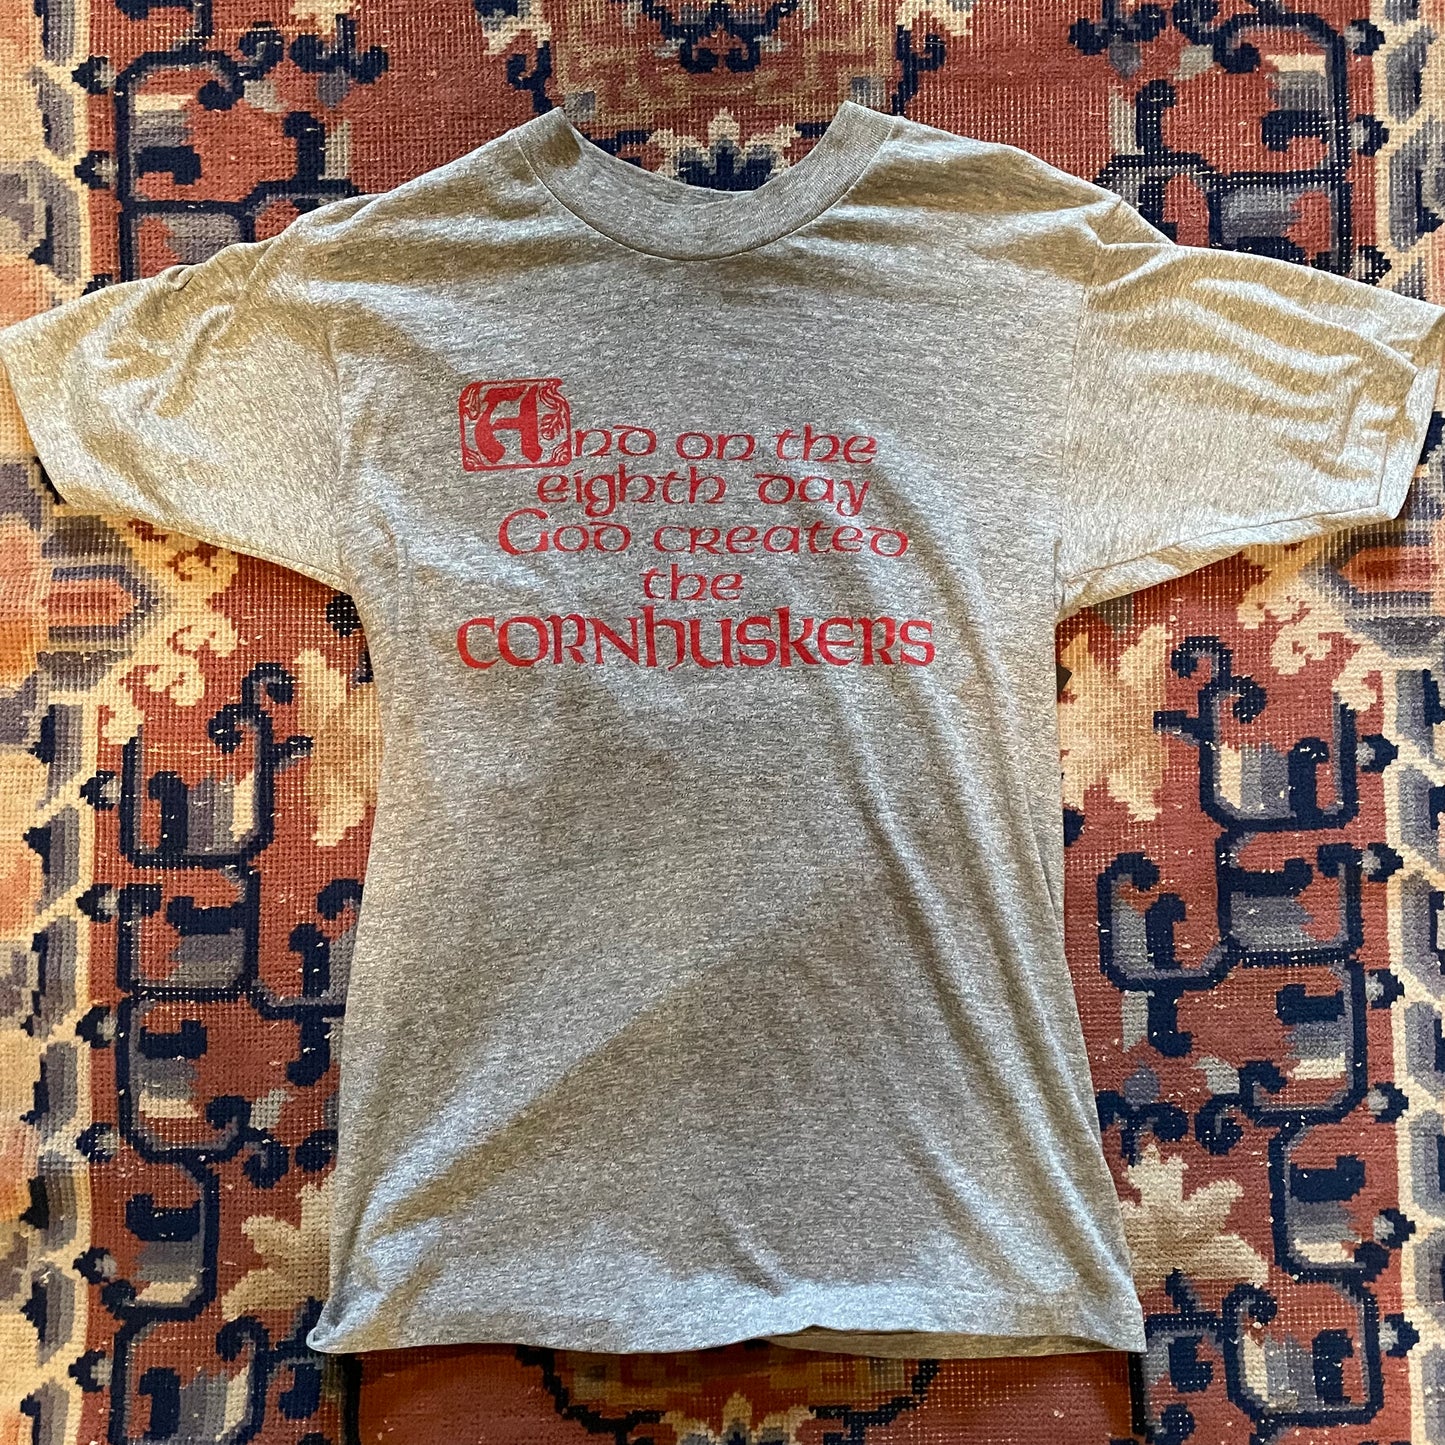 And on the
eighth day
God created
the
CORNHUSKERS